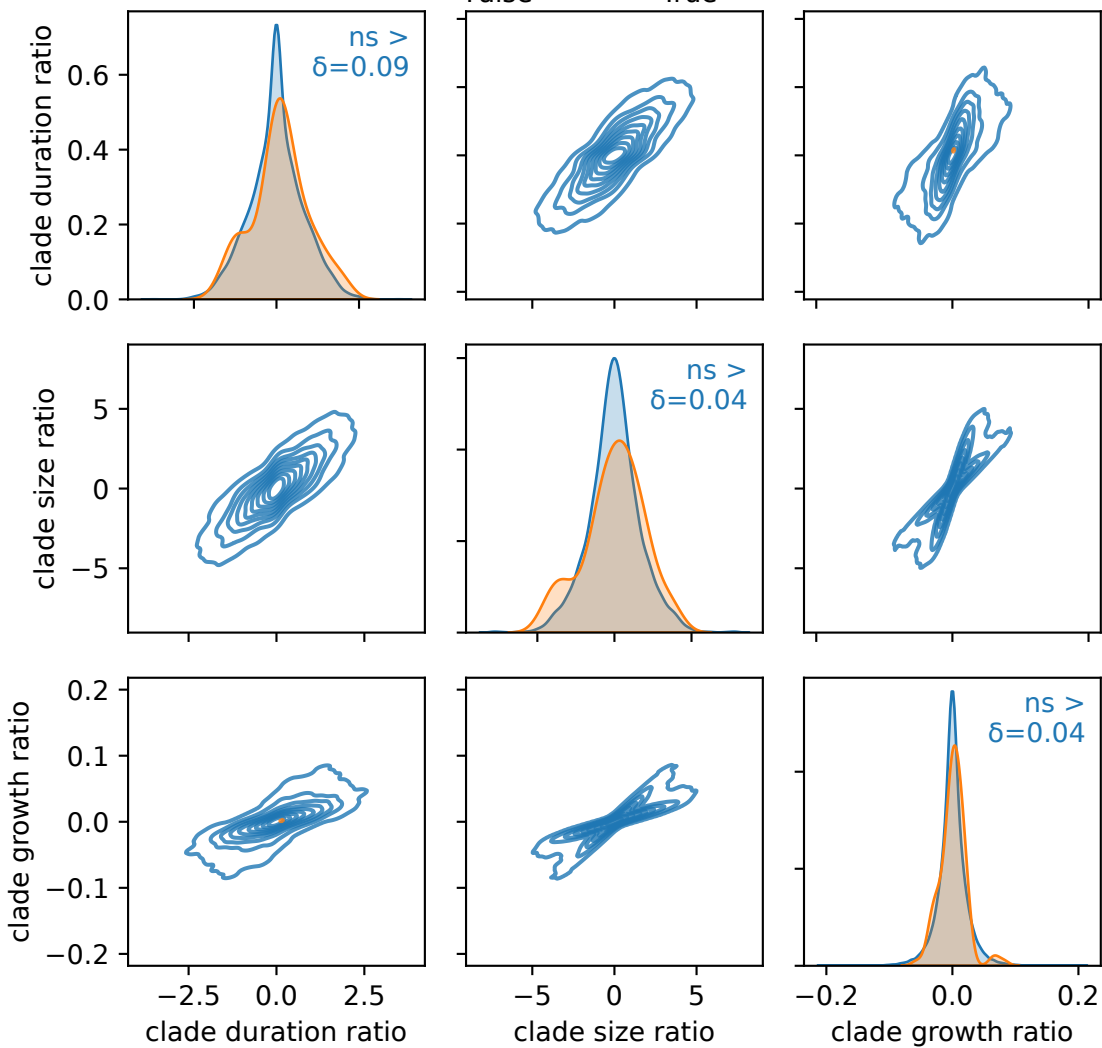 False True
clade duration ratio
0.6
0.4
0.2
0.0
ns >
δ=0.09
clade size ratio
5
0
−5
ns >
δ=0.04
clade growth ratio
0.2
0.1
0.0
−0.1
−0.2
ns >
δ=0.04
−2.5 0.0 2.5
−5 0 5
−0.2 0.0 0.2
clade duration ratio
clade size ratio
clade growth ratio